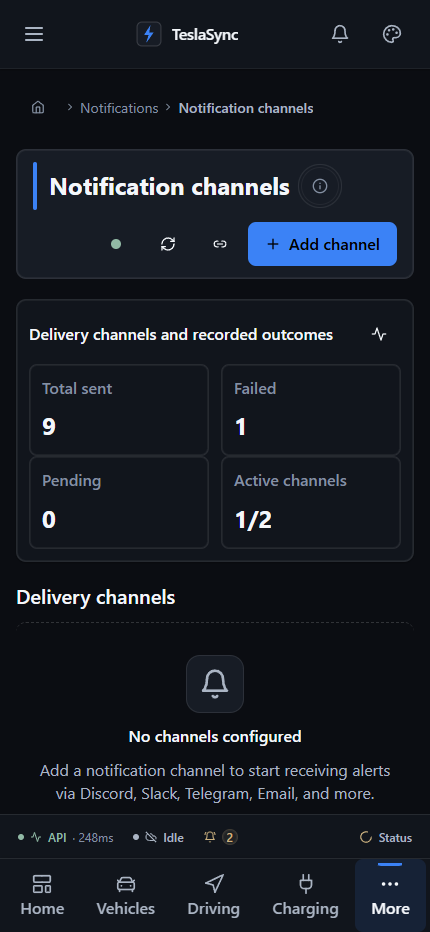 TeslaSync
Notifications Notification channels
Notification channels
Add channel
Delivery channels and recorded outcomes
Total sent
9
Failed
1
Pending
0
Active channels
1/2
Delivery channels
No channels configured
Add a notification channel to start receiving alerts
via Discord, Slack, Telegram, Email, and more.
API · 248ms Idle 2 Status
Home Vehicles Driving Charging More